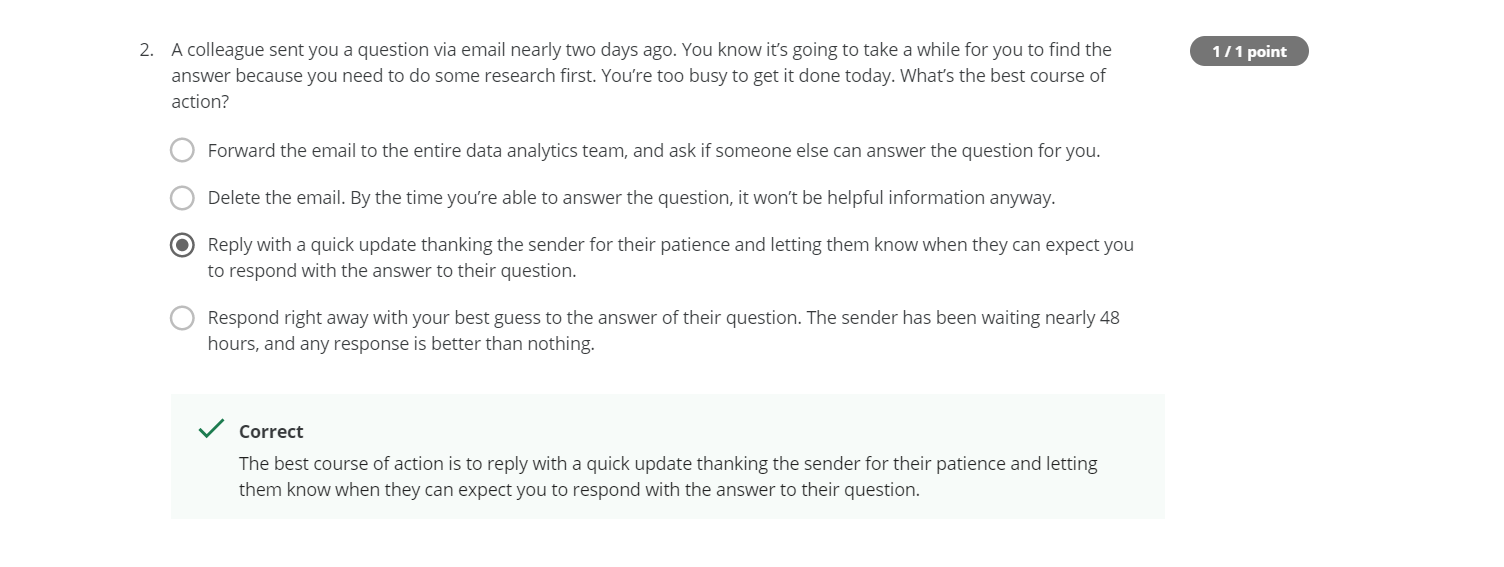 2. A colleague sent you a question via email nearly two days ago. You know it’s going to take a while for you to find the
1 / 1 point
answer because you need to do some research first. You’re too busy to get it done today. What’s the best course of
action?
Forward the email to the entire data analytics team, and ask if someone else can answer the question for you.
Delete the email. By the time you’re able to answer the question, it won’t be helpful information anyway.
Reply with a quick update thanking the sender for their patience and letting them know when they can expect you
to respond with the answer to their question.
Respond right away with your best guess to the answer of their question. The sender has been waiting nearly 48
hours, and any response is better than nothing.
Correct
The best course of action is to reply with a quick update thanking the sender for their patience and letting
them know when they can expect you to respond with the answer to their question.